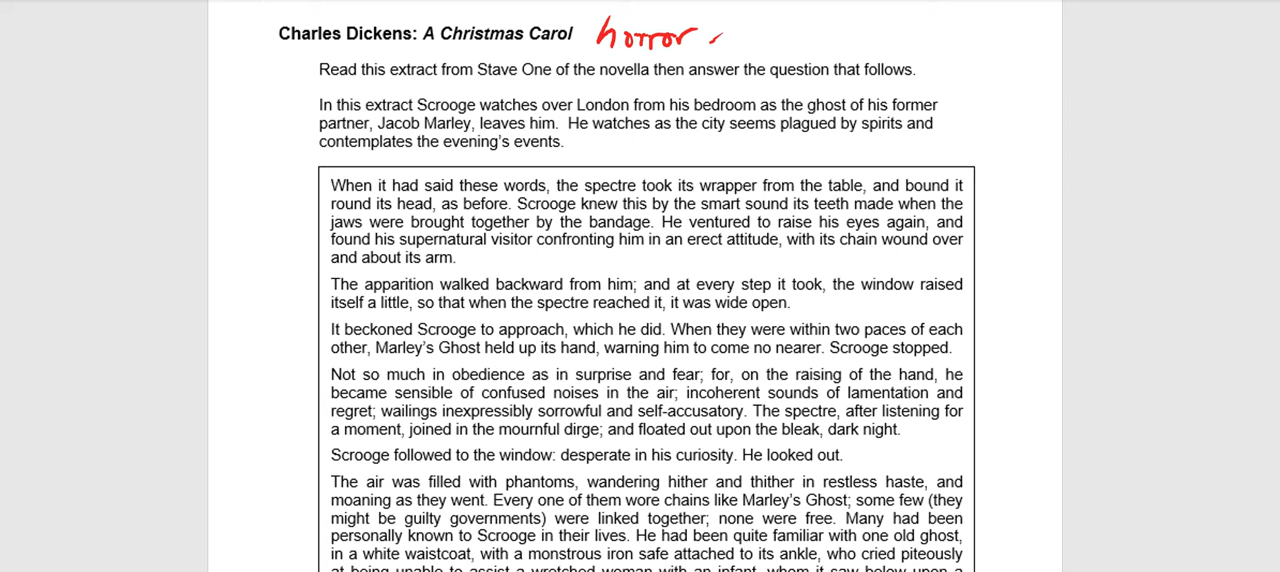 Charles Dickens: A Christmas Carol horror
Read this extract from Stave One of the novella then answer the question that follows.
In this extract Scrooge watches over London from his bedroom as the ghost of his former
partner, Jacob Marley, leaves him.  He watches as the city seems plagued by spirits and
contemplates the evening's events.
When it had said these words, the spectre took its wrapper from the table, and bound it
round its head, as before. Scrooge knew this by the smart sound its teeth made when the
jaws were brought together by the bandage. He ventured to raise his eyes again, and
found his supernatural visitor confronting him in an erect attitude, with its chain wound over
and about its arm.
The apparition walked backward from him; and at every step it took, the window raised
itself a little, so that when the spectre reached it, it was wide open.
It beckoned Scrooge to approach, which he did. When they were within two paces of each
other, Marley's Ghost held up its hand, warning him to come no nearer. Scrooge stopped.
Not so much in obedience as in surprise and fear; for, on the raising of the hand, he
became sensible of confused noises in the air; incoherent sounds of lamentation and
regret; wailings inexpressibly sorrowful and self-accusatory. The spectre, after listening for
a moment, joined in the mournful dirge; and floated out upon the bleak, dark night.
Scrooge followed to the window: desperate in his curiosity. He looked out.
The air was filled with phantoms, wandering hither and thither in restless haste, and
moaning as they went. Every one of them wore chains like Marley's Ghost; some few (they
might be guilty governments) were linked together; none were free. Many had been
personally known to Scrooge in their lives. He had been quite familiar with one old ghost,
in a white waistcoat, with a monstrous iron safe attached to its ankle, who cried piteously
at being unable to assist a wretched woman with an infant, whom it saw below upon a